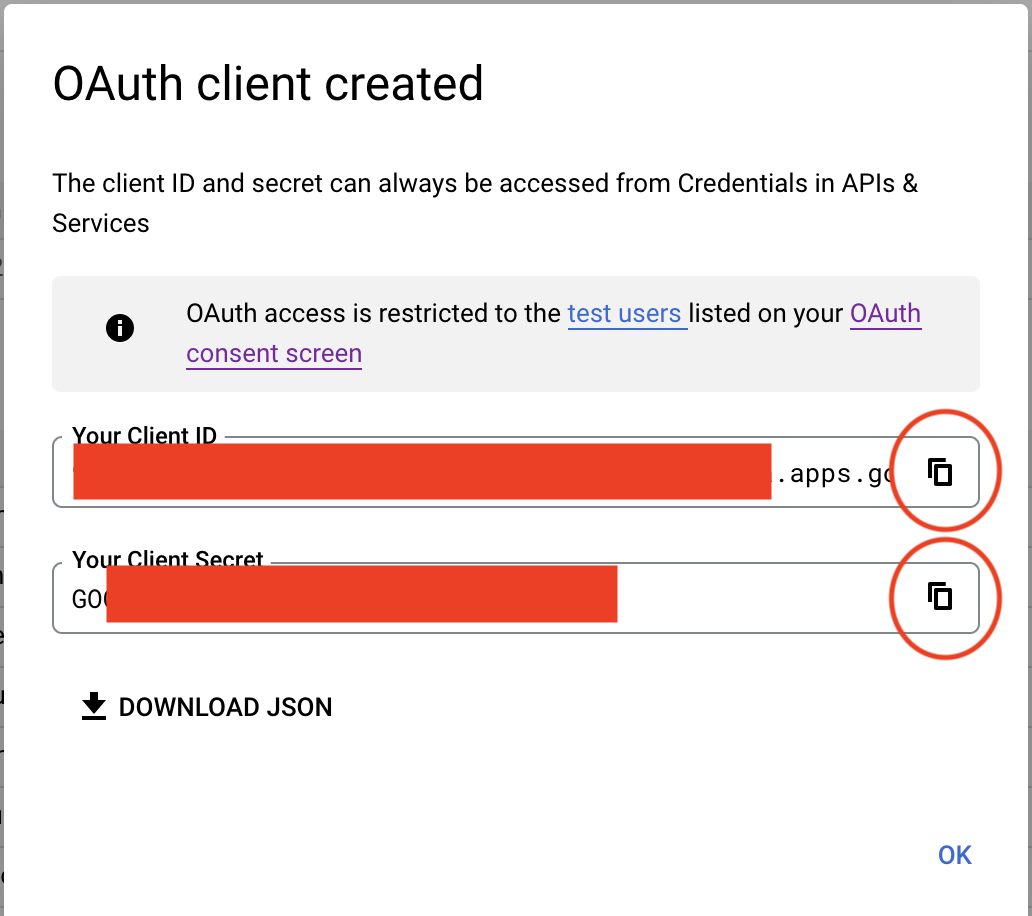 OAuth client created
The client ID and secret can always be accessed from Credentials in APIs &
Services
OAuth access is restricted to the test users listed on your OAuth
consent screen
Your Client ID
.apps.go
Your Client Secret
GO
DOWNLOAD JSON
OK